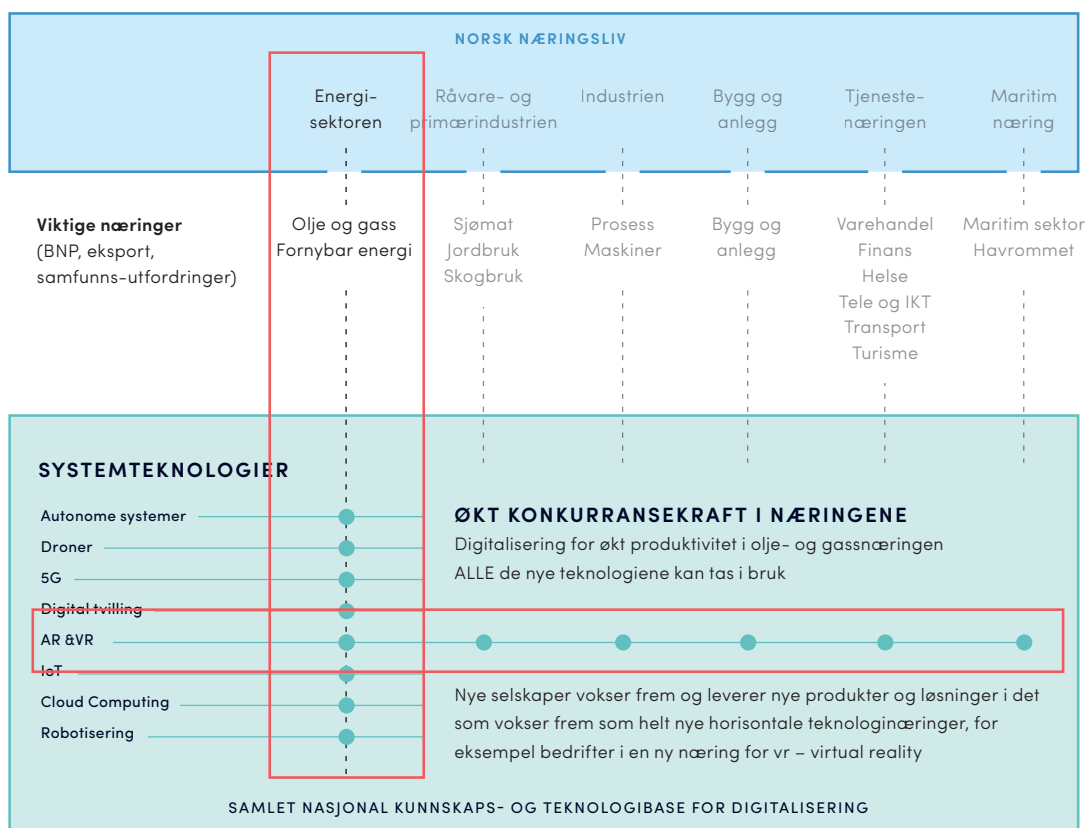 NORSK NÆRINGSLIV
Energi-
sektoren
Råvare- og
primærindustrien
Industrien
Bygg og
anlegg
Tjeneste-
næringen
Maritim
næring
Viktige næringer
(BNP, eksport,
samfunns-utfordringer)
Olje og gass
Fornybar energi
Sjømat
Jordbruk
Skogbruk
Prosess
Maskiner
Bygg og
anlegg
Varehandel
Finans
Helse
Tele og IKT
Transport
Turisme
Maritim sektor
Havrommet
SYSTEMTEKNOLOGIER
Autonome systemer
Droner
5G
Digital tvilling
AR &VR
IoT
Cloud Computing
Robotisering
ØKT KONKURRANSEKRAFT I NÆRINGENE
Digitalisering for økt produktivitet i olje- og gassnæringen
ALLE de nye teknologiene kan tas i bruk
Nye selskaper vokser frem og leverer nye produkter og løsninger i det
som vokser frem som helt nye horisontale teknologinæringer, for
eksempel bedrifter i en ny næring for vr – virtual reality
SAMLET NASJONAL KUNNSKAPS- OG TEKNOLOGIBASE FOR DIGITALISERING